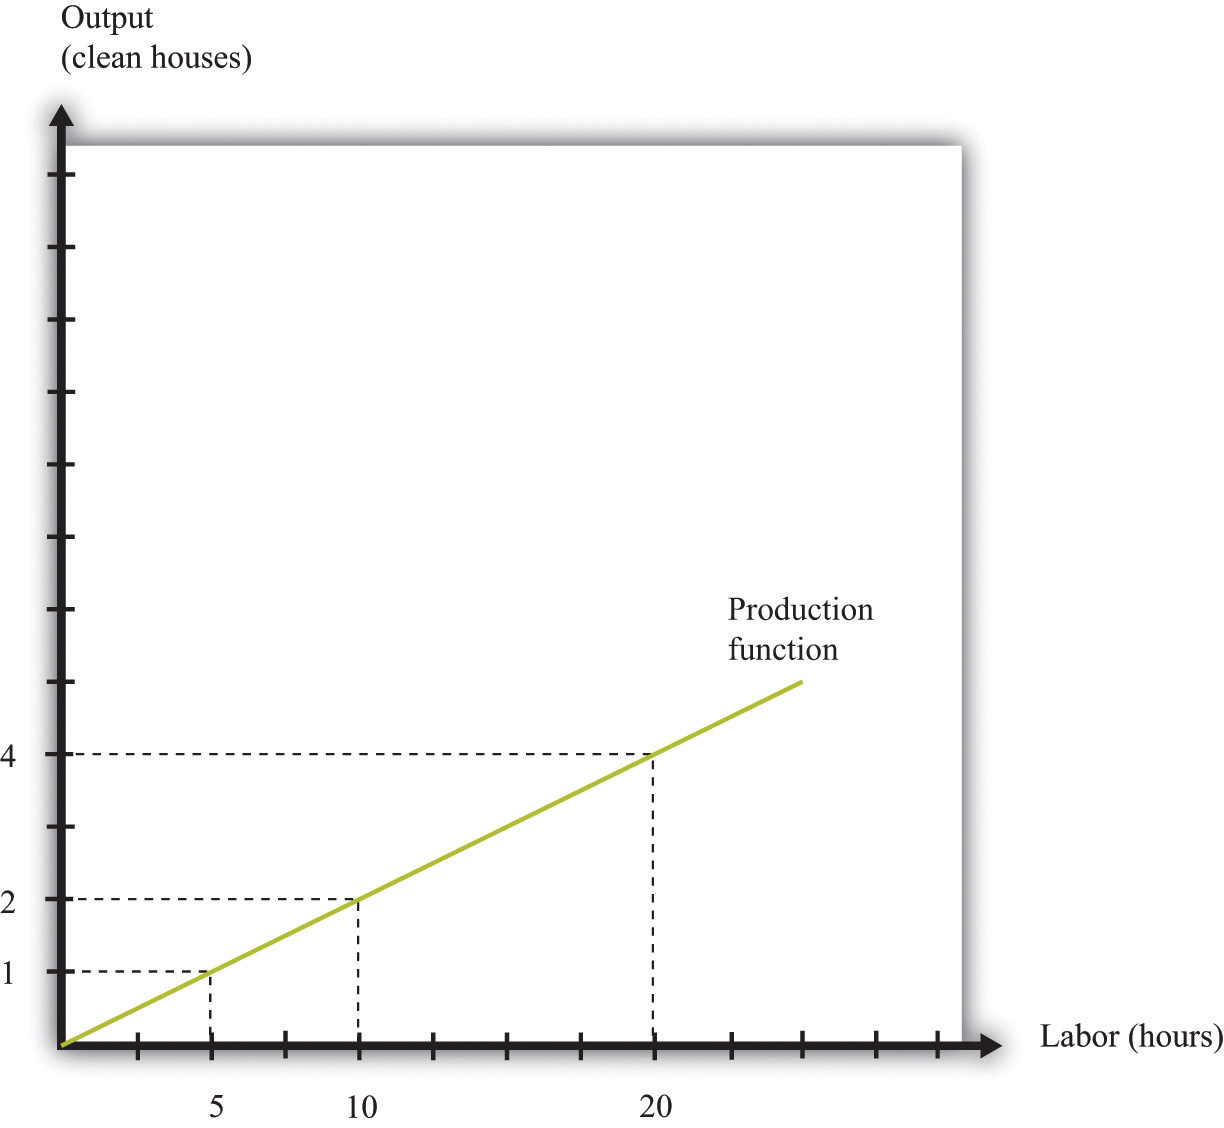 Output
(clean houses)
Production
function
4
2
1
Labor (hours)
5
10
20